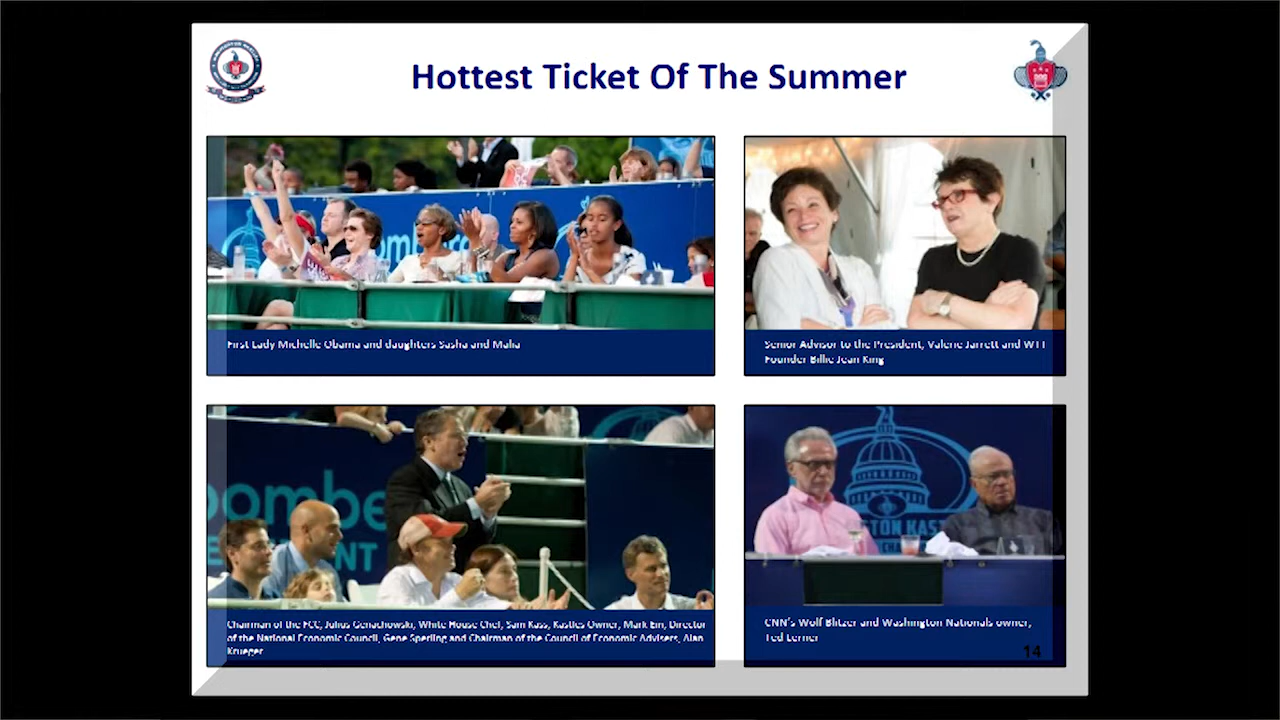 Hottest Ticket Of The Summer
First Lady Michelle Obama and daughters Sasha and Malia
Senior Advisor to the President, Valerie Jarrett and WTT
Founder Billie Jean King
oombe
Chairman of the FCC, Julius Genachowski, White House Chef, Sam Kass, Kastles Owner, Mark Ein, Director
of the National Economic Council, Gene Sperling and Chairman of the Council of Economic Advisers, Alan
Krueger
CNN's Wolf Blitzer and Washington Nationals owner,
Ted Lerner
14